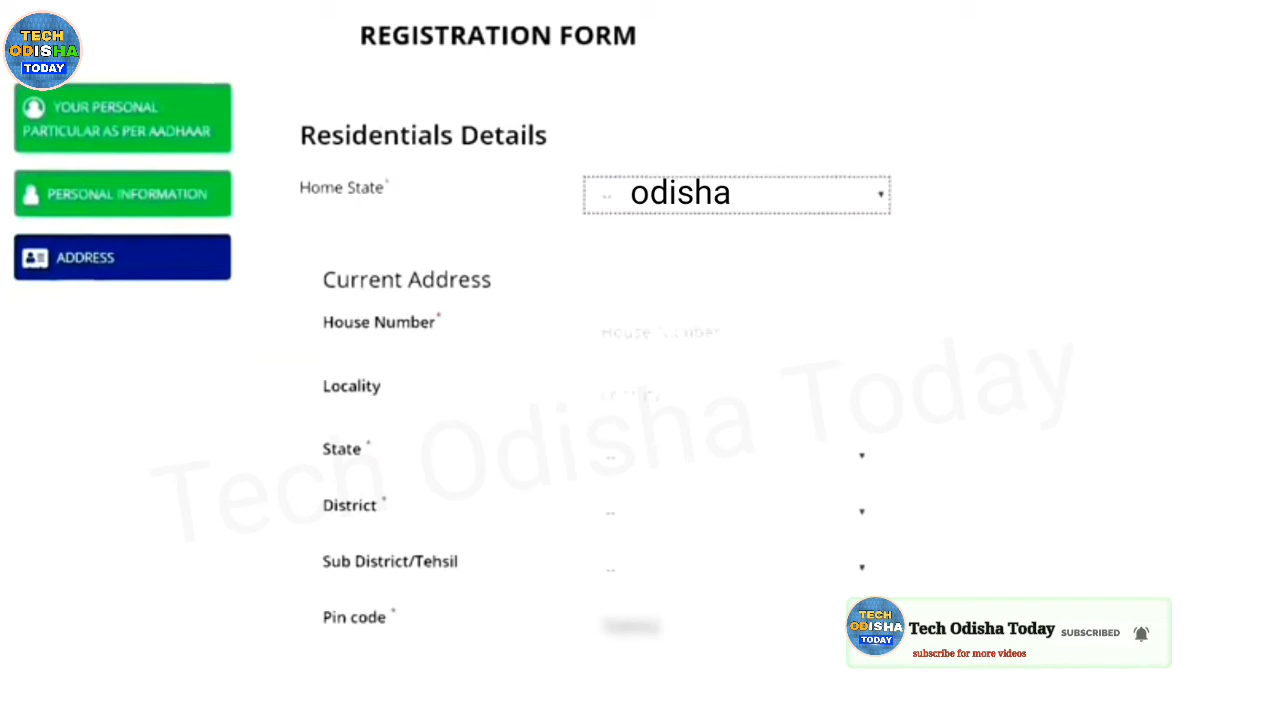 TECH
ODISHA
TODAY
REGISTRATION FORM
YOUR PERSONAL
PARTICULAR AS PER AADHAAR
PERSONAL INFORMATION
ADDRESS
Residentials Details
Home State*
-- odisha
Current Address
House Number*
House Number
Locality
State *
--
District *
--
Sub District/Tehsil
--
Pin code *
Tech Odisha Today
TECH
ODISHA
TODAY
Tech Odisha Today SUBSCRIBED
subscribe for more videos